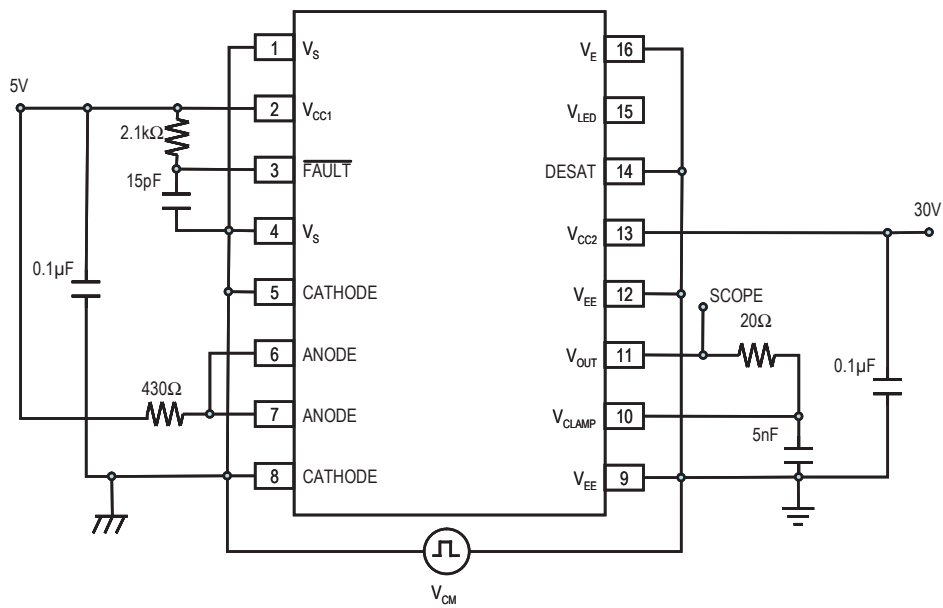 1 V_S
2 V_CC1
3 FAULT
4 V_S
5 CATHODE
6 ANODE
7 ANODE
8 CATHODE
V_E 16
V_LED 15
DESAT 14
V_CC2 13
V_EE 12
V_OUT 11
V_CLAMP 10
V_EE 9
5V
2.1kΩ
15pF
0.1µF
430Ω
30V
SCOPE
20Ω
0.1µF
5nF
V_CM